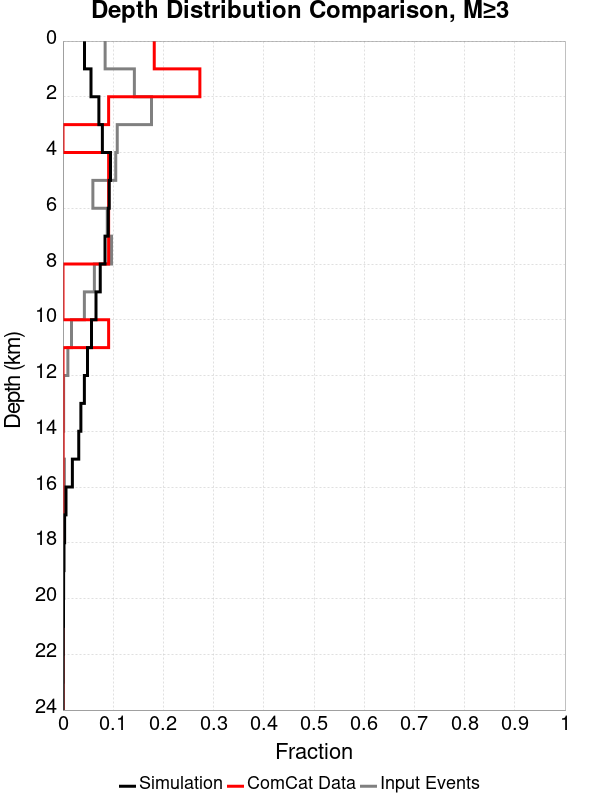 Depth Distribution Comparison, M≥3
0
2
4
6
8
10
12
14
16
18
20
22
24
Depth (km)
0 0.1 0.2 0.3 0.4 0.5 0.6 0.7 0.8 0.9 1
Fraction
Simulation ComCat Data Input Events